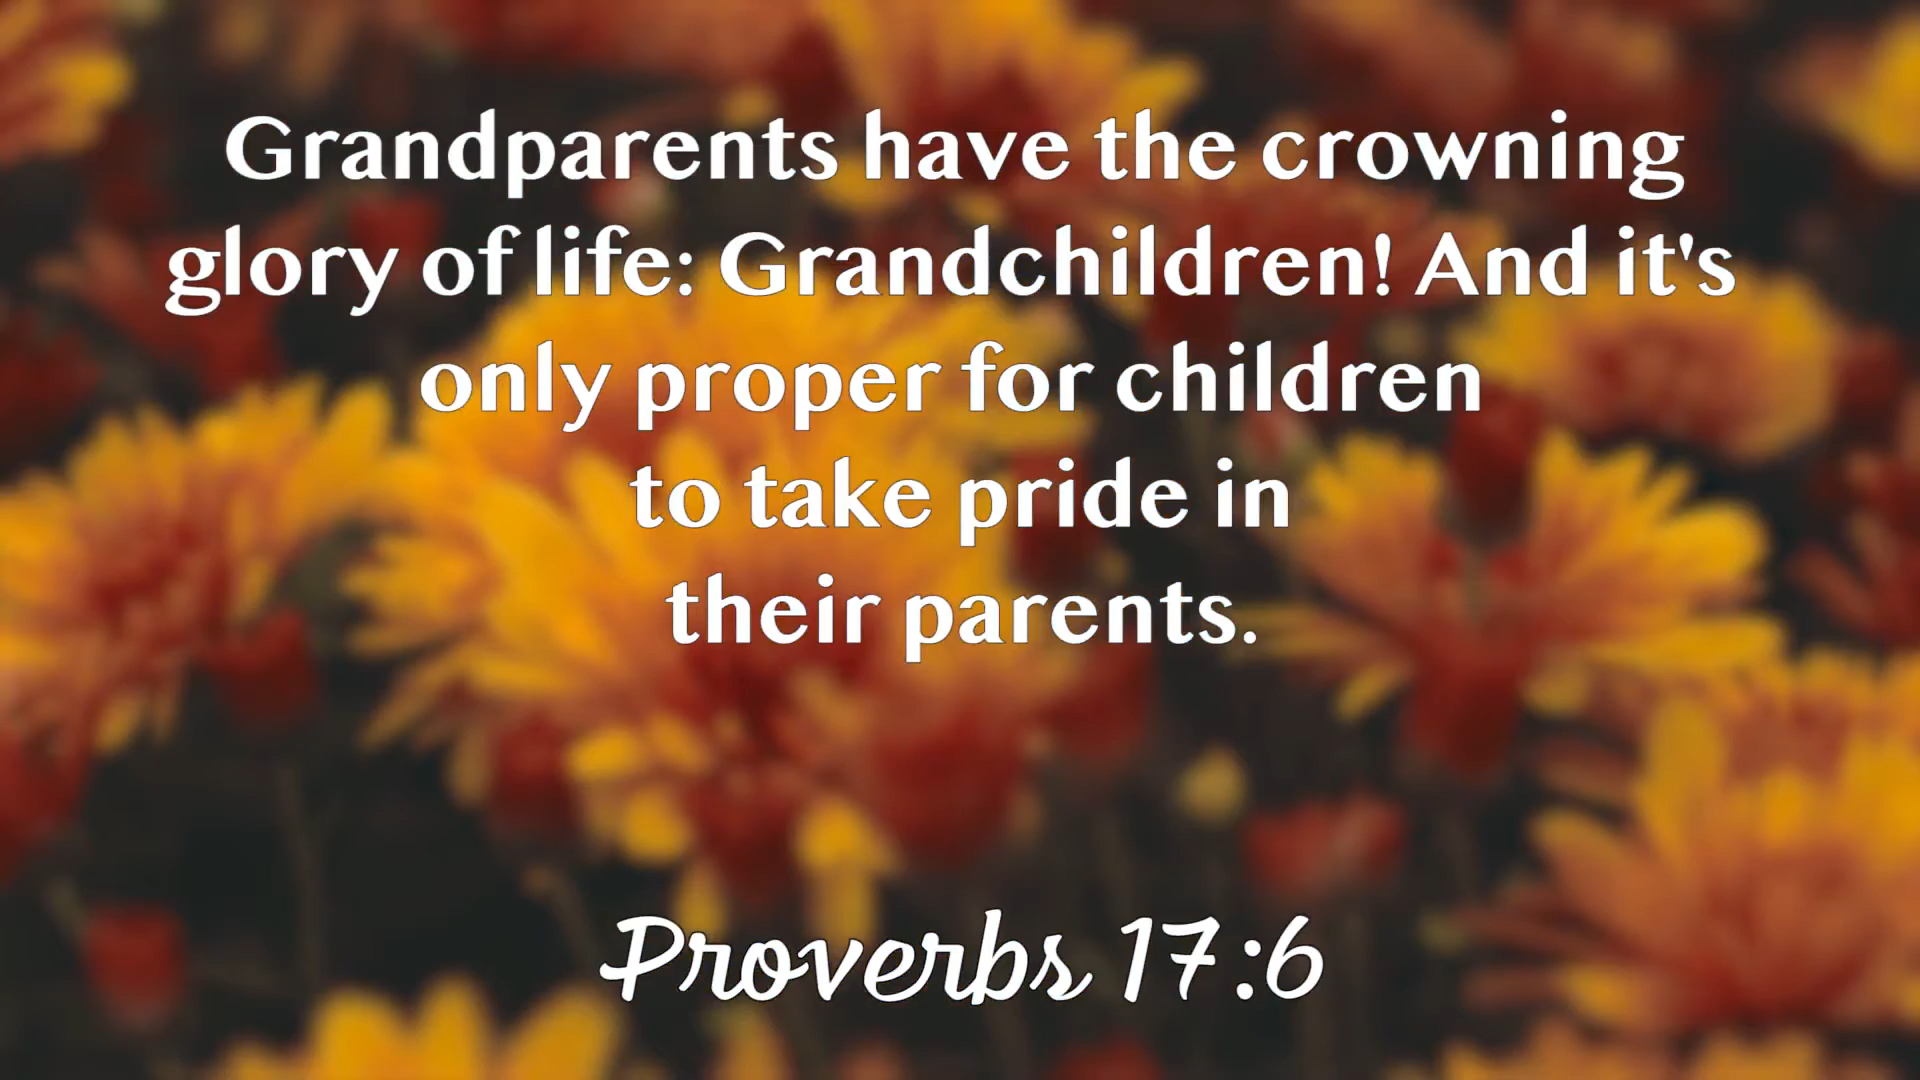 Grandparents have the crowning
glory of life: Grandchildren! And it's
only proper for children
to take pride in
their parents.
Proverbs 17:6